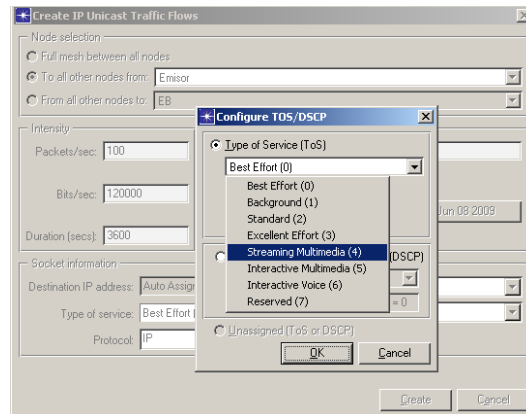 Create IP Unicast Traffic Flows
Node selection
Full mesh between all nodes
To all other nodes from: Emisor
From all other nodes to: EB
Configure TOS/DSCP
Intensity
Type of Service (ToS)
Packets/sec: 100
Best Effort (0)
Best Effort (0)
Background (1)
Bits/sec: 120000
Standard (2)
Jun 08 2009
Excellent Effort (3)
Duration (secs): 3600
Streaming Multimedia (4)
(DSCP)
Socket information
Interactive Multimedia (5)
Destination IP address: Auto Assig
Interactive Voice (6)
Type of service: Best Effort (
Reserved (7)
= 0
Unassigned (ToS or DSCP)
Protocol: IP
OK
Cancel
Create
Cancel